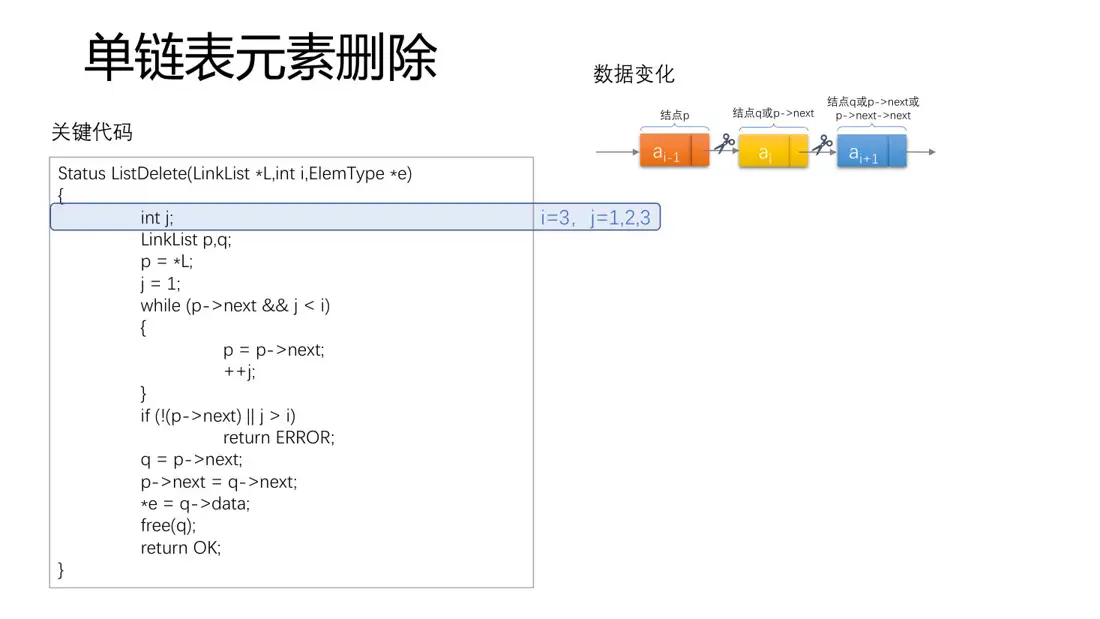 单链表元素删除
数据变化
结点p
结点q或p->next
结点q或p->next或
p->next->next
aᵢ₋₁
aᵢ
aᵢ₊₁
关键代码
Status ListDelete(LinkList *L,int i,ElemType *e)
{
int j;
i=3, j=1,2,3
LinkList p,q;
p = *L;
j = 1;
while (p->next && j < i)
{
p = p->next;
++j;
}
if (!(p->next) || j > i)
return ERROR;
q = p->next;
p->next = q->next;
*e = q->data;
free(q);
return OK;
}